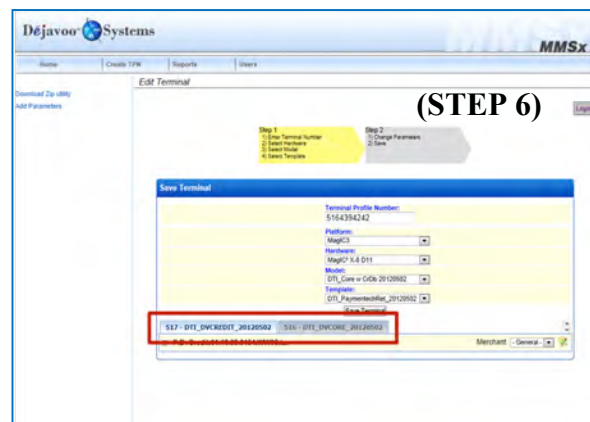 Déjavoo Systems
MMSx
Home Create TPN Reports Users
Edit Terminal
Download Zip utility
Add Parameters
(STEP 6)
Step 1
1) Enter Terminal Number
2) Select Hardware
3) Select Model
4) Select Template
Step 2
1) Change Parameters
2) Save
Save Terminal
Terminal Profile Number:
5164394242
Platform:
MagIC3
Hardware:
MagIC³ X-8 D11
Model:
DTI_Core w CrDb 20120502
Template:
DTI_PaymentechRet_20120502
Save Terminal
517 - DTI_DVCREDIT_20120502 516 - DTI_DVCORE_20120502
Merchant - General -